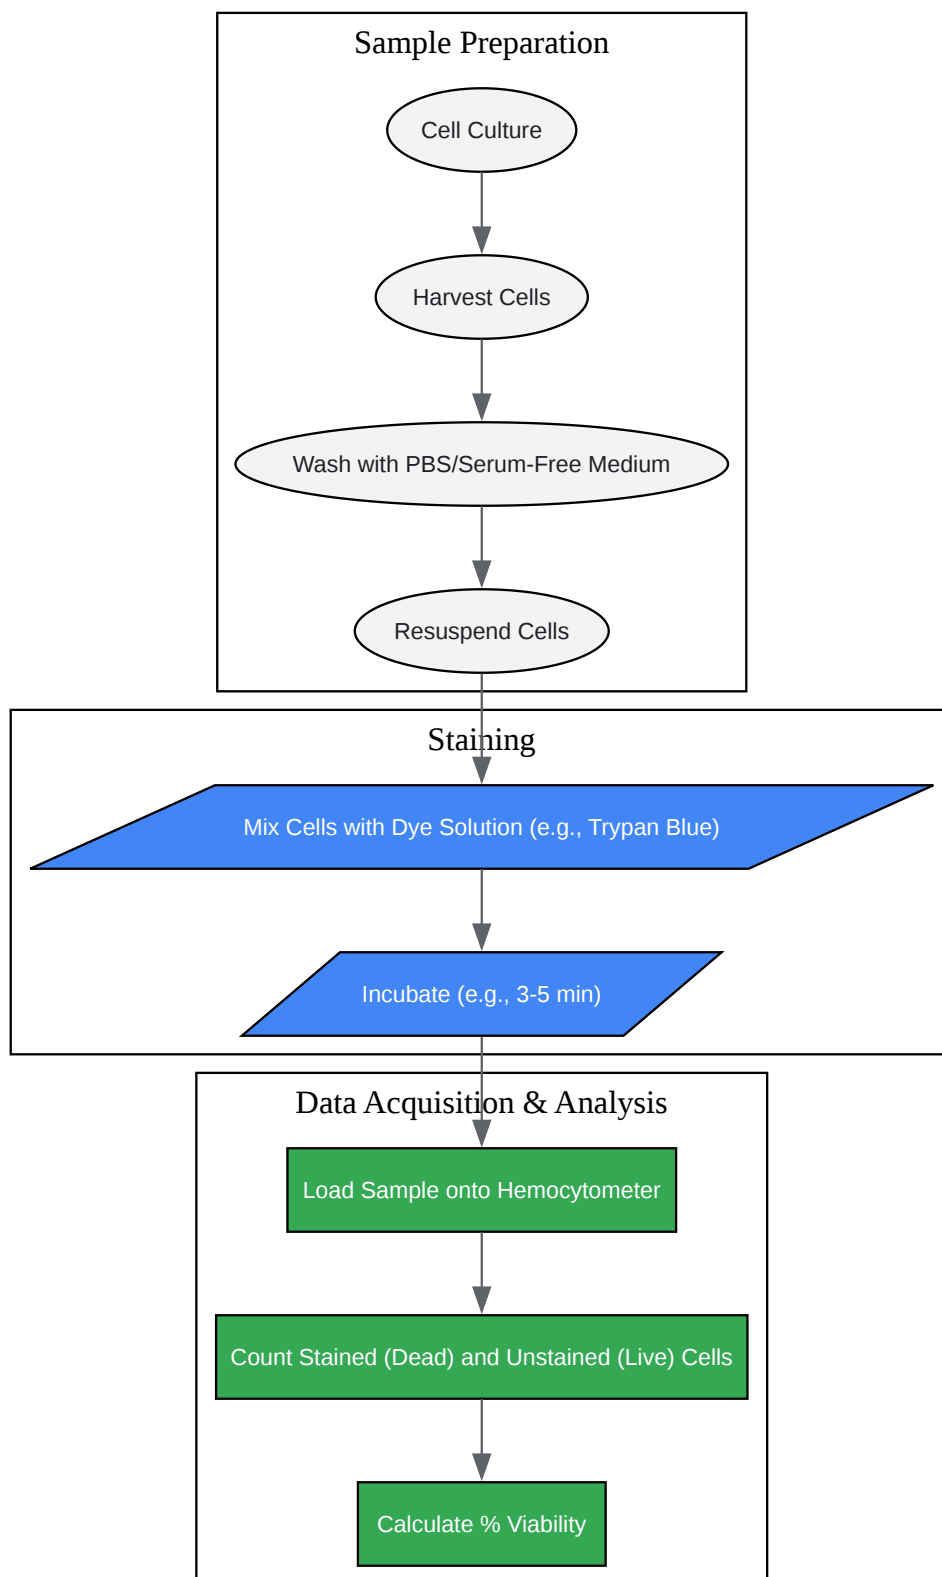 Sample Preparation
Cell Culture
Harvest Cells
Wash with PBS/Serum-Free Medium
Resuspend Cells
Staining
Mix Cells with Dye Solution (e.g., Trypan Blue)
Incubate (e.g., 3-5 min)
Data Acquisition & Analysis
Load Sample onto Hemocytometer
Count Stained (Dead) and Unstained (Live) Cells
Calculate % Viability